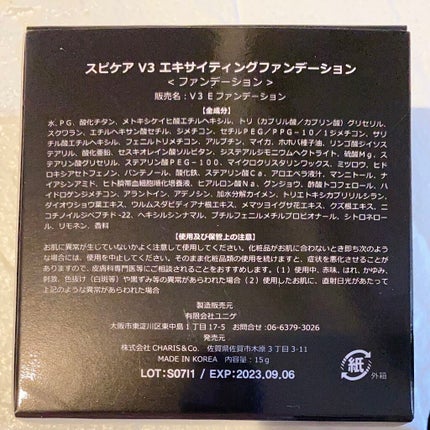 スピケア V3 エキサイティングファンデーション
< ファンデーション >
販売名 : V3 E ファンデーション
【全成分】
水、PG、酸化チタン、メトキシケイヒ酸エチルヘキシル、トリ(カプリル酸/カプリン酸)グリセリル、
スクワラン、エチルヘキサン酸セチル、ジメチコン、セチルPEG/PPG-10/1ジメチコン、サリ
チル酸エチルヘキシル、フェニルトリメチコン、アルブチン、マイカ、ホホバ種子油、リンゴ酸ジイソス
テアリル、酸化亜鉛、セスキオレイン酸ソルビタン、ジステアルジモニウムヘクトライト、硫酸Mg、ス
テアリン酸グリセリル、ステアリン酸PEG-100、マイクロクリスタリンワックス、ミツロウ、ヒド
ロキシアセトフェノン、パンテノール、酸化鉄、ステアリン酸Ca、アロエベラ液汁、マンニトール、ナ
イアシンアミド、ヒト臍帯血細胞順化培養液、ヒアルロン酸Na、グンジョウ、酢酸トコフェロール、ハ
イドロゲンジメチコン、アラントイン、アデノシン、加水分解カイメン、トリエトキシカプリリルシラン、
ダイオウショウ葉エキス、ウルムスダビディアナ根エキス、メマツヨイグサ花エキス、クズ根エキス、ニ
コチノイルペプチド-22、ヘキシルシンナマル、ブチルフェニルメチルプロピオナール、シトロネロー
ル、リモネン、香料
【使用及び保管上の注意】
お肌に異常が生じていないかよく注意して使用してください。化粧品がお肌に合わないとき即ち次のよう
な場合には、使用を中止してください。そのまま化粧品類の使用を続けますと、症状を悪化させることが
ありますので、皮膚科専門医等にご相談されることをおすすめします。(1) 使用中、赤味、はれ、かゆみ、
刺激、色抜け (白斑等) や黒ずみ等の異常があらわれた場合 (2) 使用したお肌に、直射日光があたって
上記のような異常があらわれた場合
製造販売元
有限会社ユニゲ
大阪市東淀川区東中島 1 丁目 17-5 お問合せ : 06-6379-3026
発売元
株式会社 CHARIS & Co. 佐賀県佐賀市木原 3 丁目 3-11
MADE IN KOREA 内容量 : 15g
紙
外箱
LOT: S07I1 / EXP: 2023.09.06